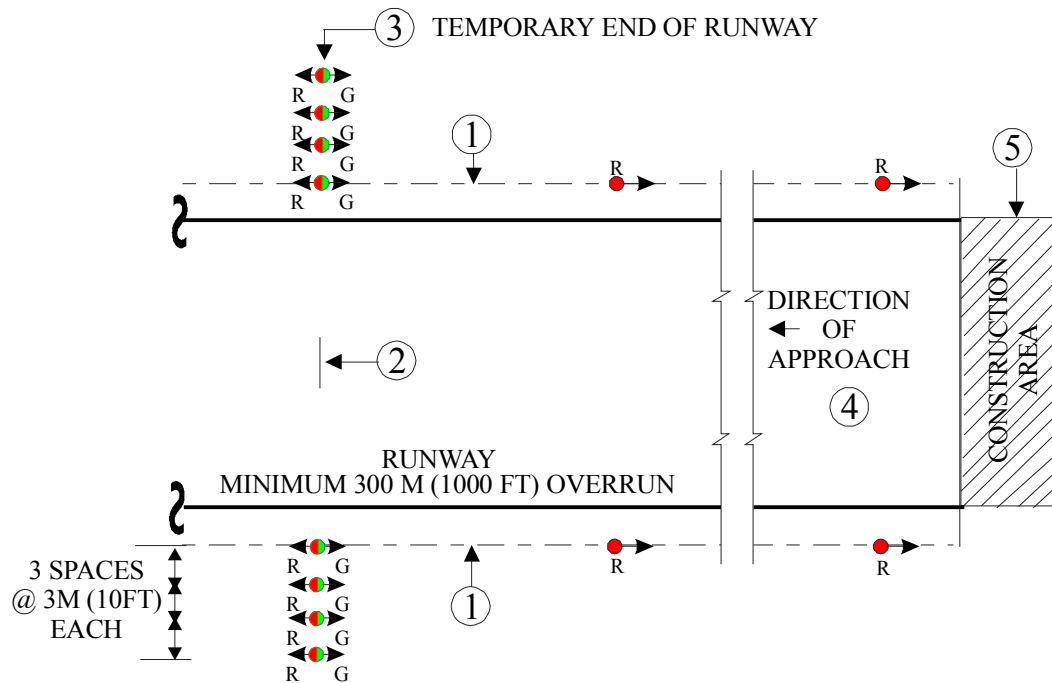 3 TEMPORARY END OF RUNWAY
R G
R G
1
R G
5
R G
R
R
DIRECTION
OF
APPROACH
2
4
CONSTRUCTION
AREA
RUNWAY
MINIMUM 300 M (1000 FT) OVERRUN
3 SPACES
@ 3M (10FT)
EACH
R G
R
R
R G
1
R G
R G